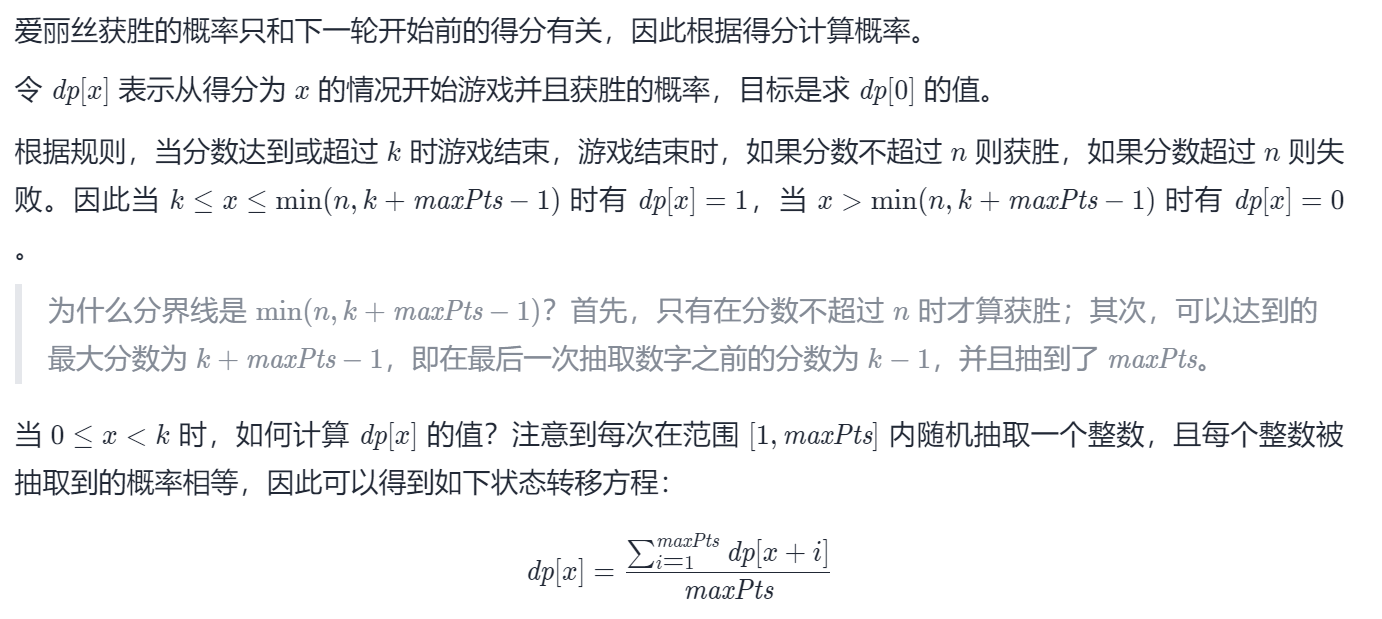 爱丽丝获胜的概率只和下一轮开始前的得分有关，因此根据得分计算概率。
令 dp[x] 表示从得分为 x 的情况开始游戏并且获胜的概率，目标是求 dp[0] 的值。
根据规则，当分数达到或超过 k 时游戏结束，游戏结束时，如果分数不超过 n 则获胜，如果分数超过 n 则失
败。因此当 k ≤ x ≤ min(n, k + maxPts − 1) 时有 dp[x] = 1，当 x > min(n, k + maxPts − 1) 时有 dp[x] = 0
。
为什么分界线是 min(n, k + maxPts − 1)？首先，只有在分数不超过 n 时才算获胜；其次，可以达到的
最大分数为 k + maxPts − 1，即在最后一次抽取数字之前的分数为 k − 1，并且抽到了 maxPts。
当 0 ≤ x < k 时，如何计算 dp[x] 的值？注意到每次在范围 [1, maxPts] 内随机抽取一个整数，且每个整数被
抽取到的概率相等，因此可以得到如下状态转移方程：
dp[x] = \frac{\sum_{i=1}^{maxPts} dp[x + i]}{maxPts}